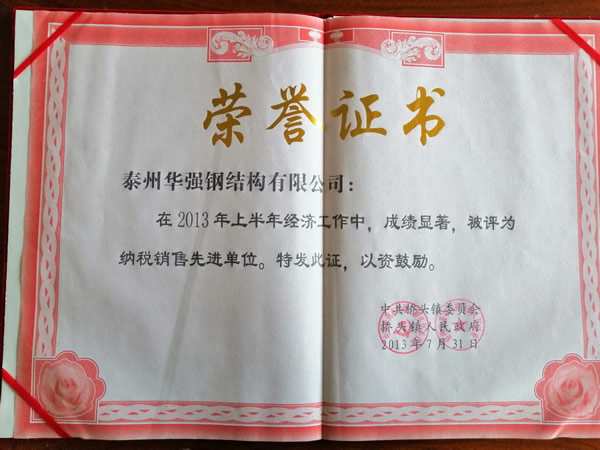 荣誉证书
泰州华强钢结构有限公司：
在2013年上半年经济工作中，成绩显著，被评为
纳税销售先进单位。特发此证，以资鼓励。
中共桥头镇委员会
桥头镇人民政府
2013年7月31日